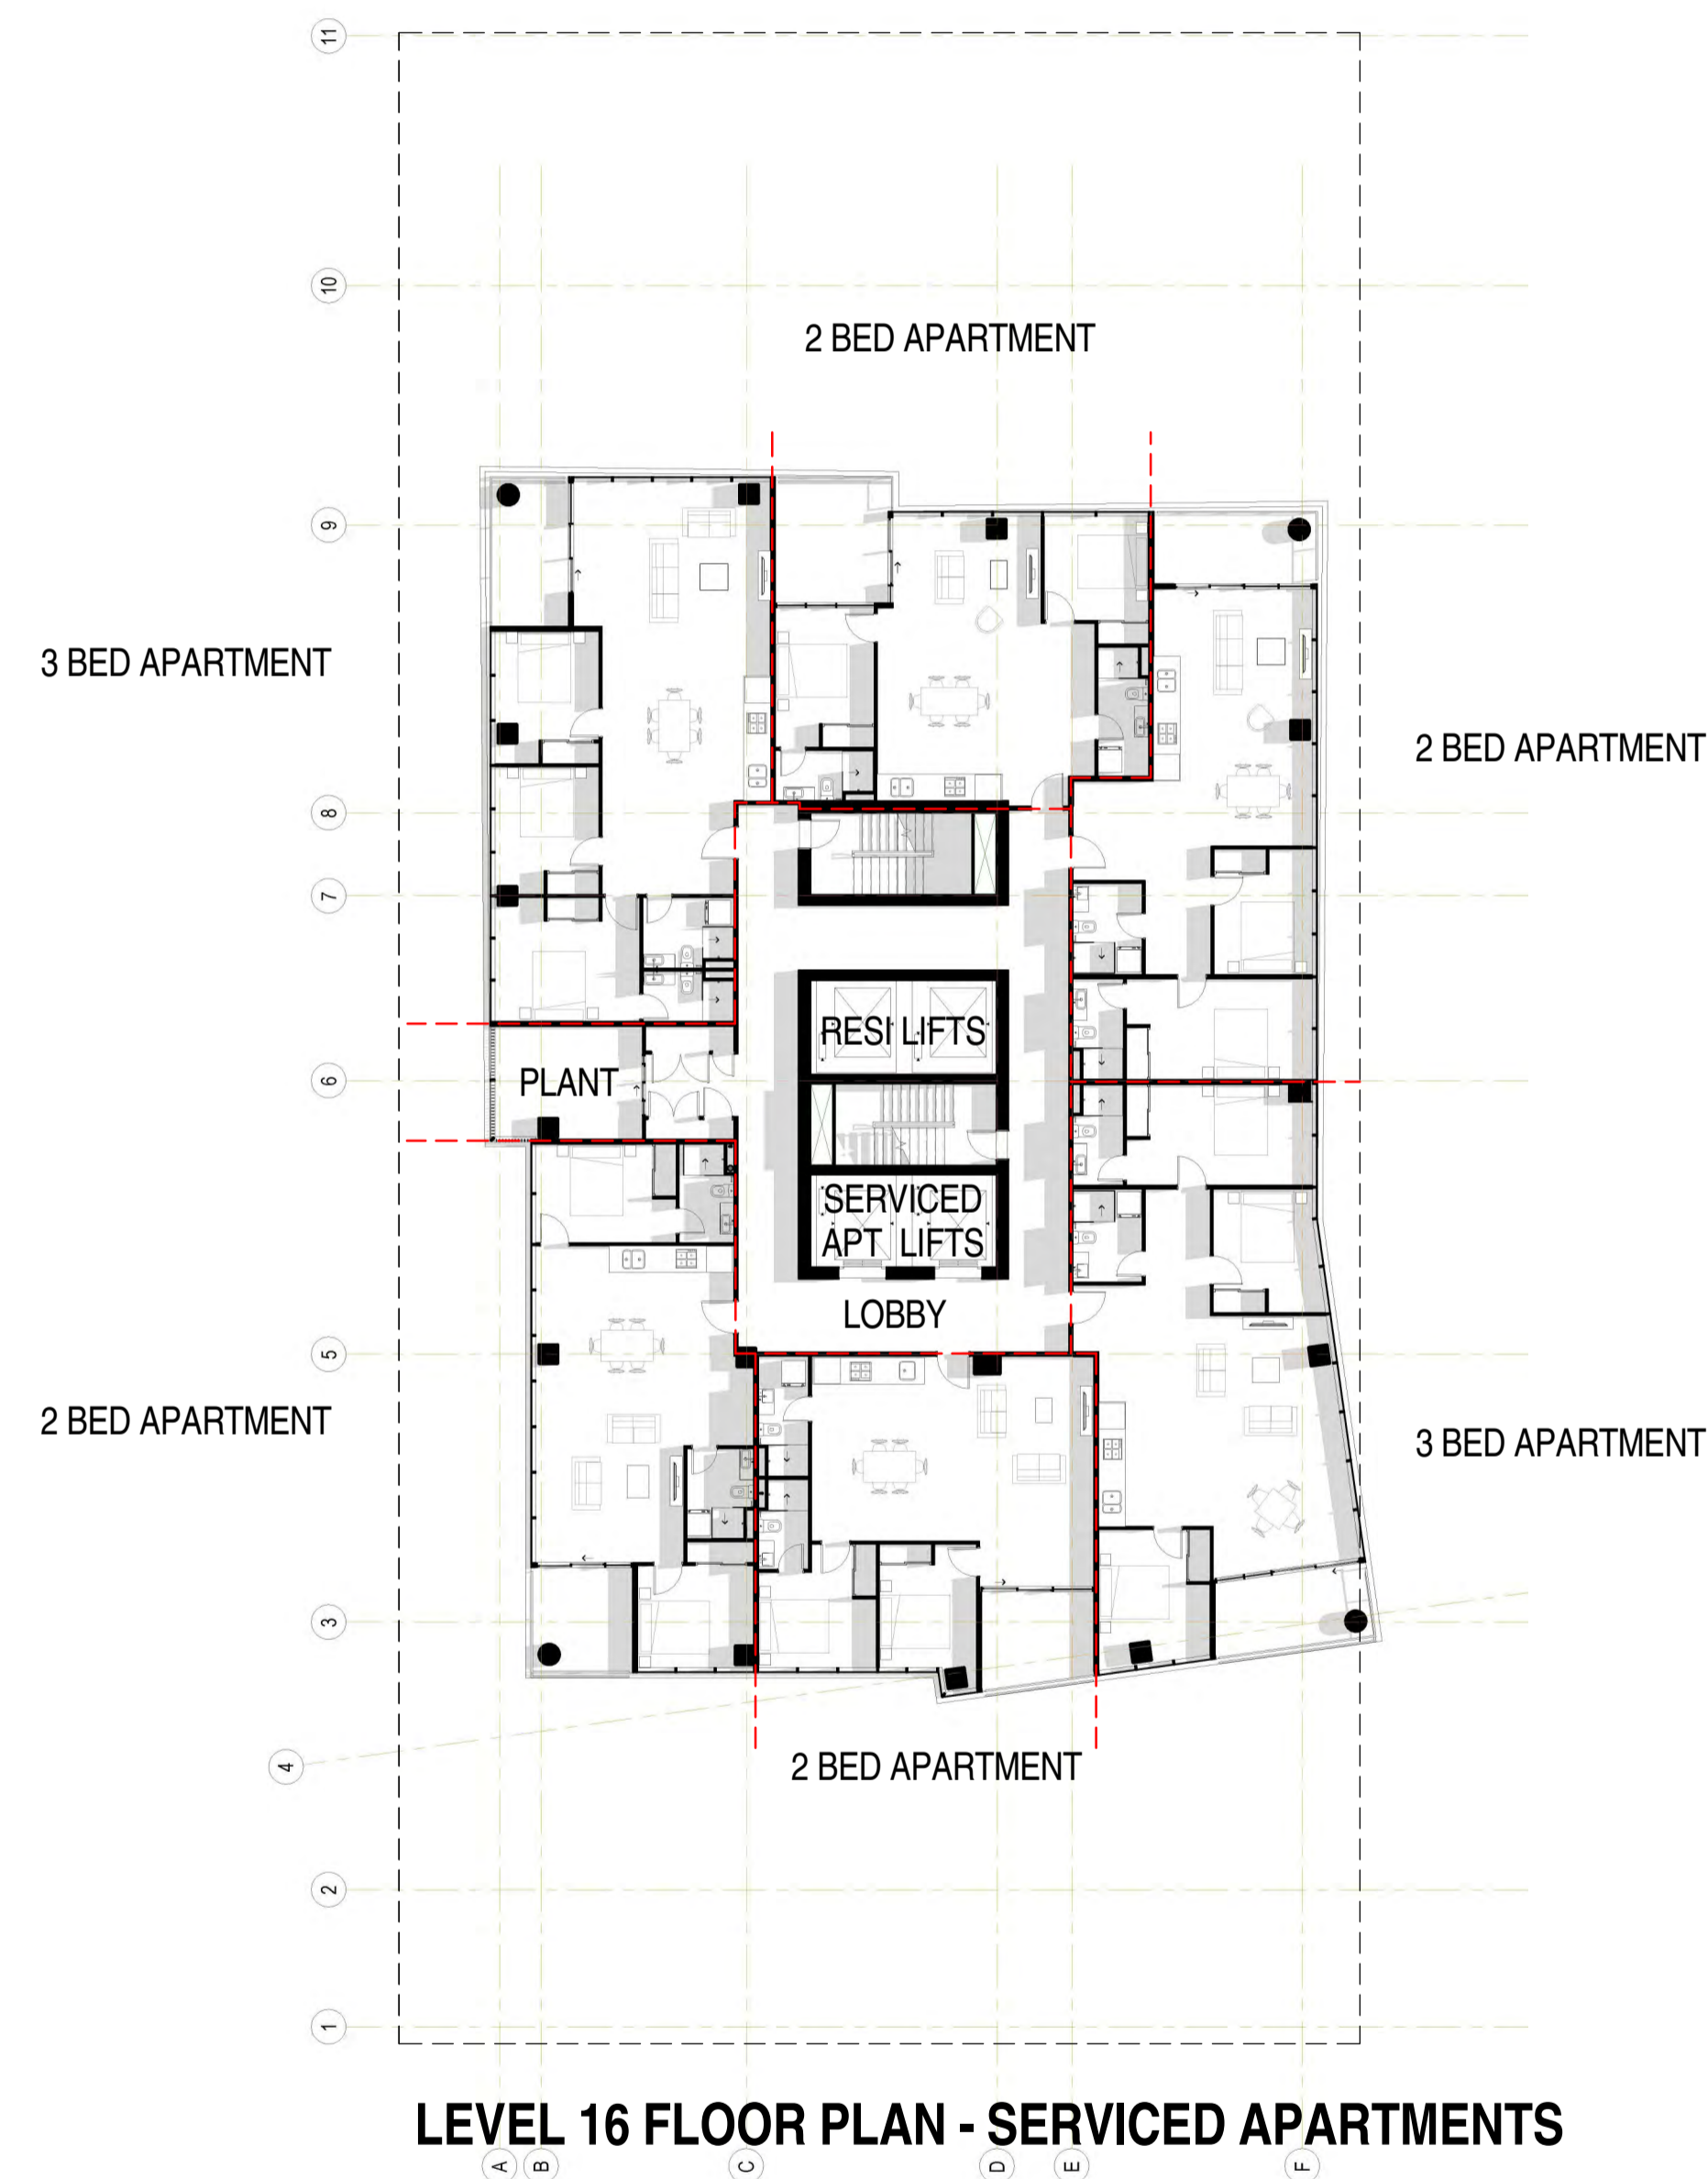 11
10
2 BED APARTMENT
9
3 BED APARTMENT
2 BED APARTMENT
8
7
RESI LIFTS
6
PLANT
SERVICED
APT LIFTS
LOBBY
5
2 BED APARTMENT
3 BED APARTMENT
3
4
2 BED APARTMENT
2
1
LEVEL 16 FLOOR PLAN - SERVICED APARTMENTS
A
B
C
D
E
F